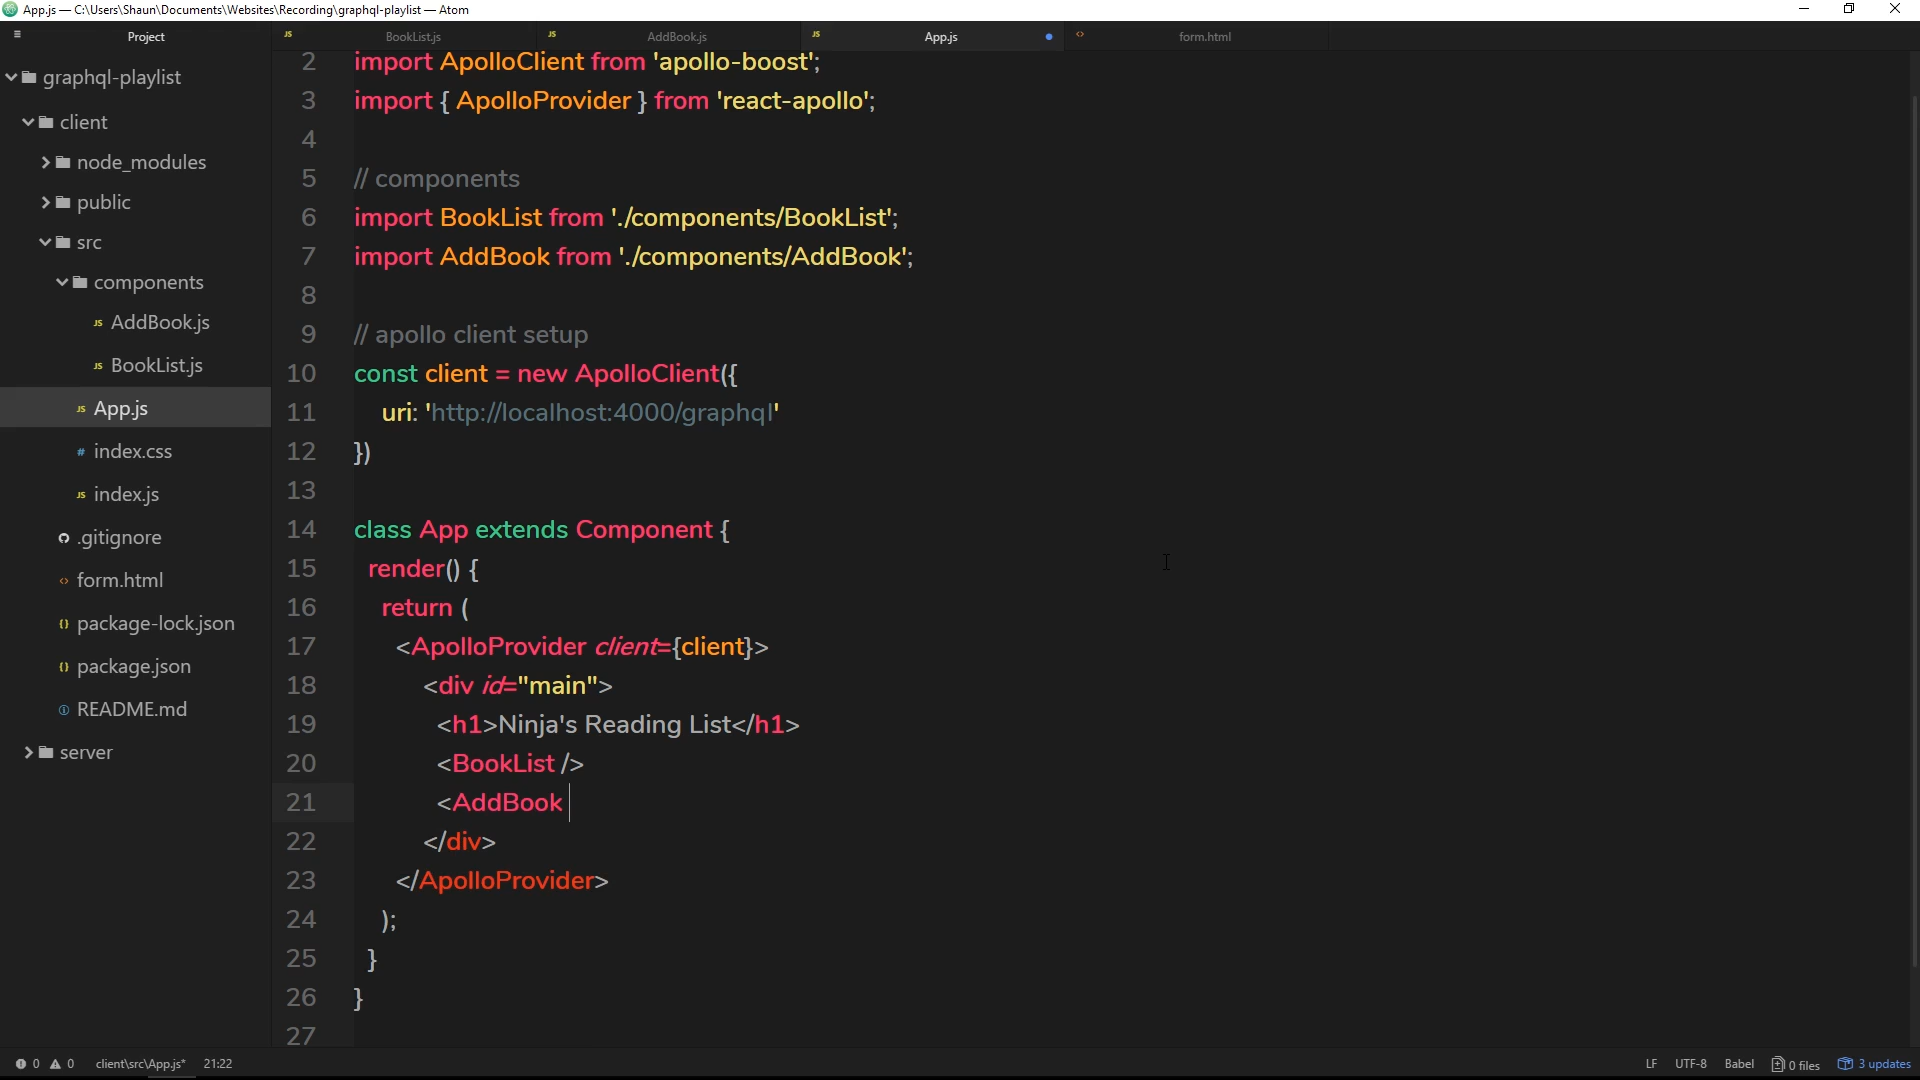 App.js — C:\Users\Shaun\Documents\Websites\Recording\graphql-playlist — Atom
Project
BookList.js
AddBook.js
App.js
form.html
graphql-playlist
client
node_modules
public
src
components
JS AddBook.js
JS BookList.js
JS App.js
# index.css
JS index.js
.gitignore
<> form.html
{} package-lock.json
{} package.json
README.md
server
2 import ApolloClient from 'apollo-boost';
3 import { ApolloProvider } from 'react-apollo';
4
5 // components
6 import BookList from './components/BookList';
7 import AddBook from './components/AddBook';
8
9 // apollo client setup
10 const client = new ApolloClient({
11 uri: 'http://localhost:4000/graphql'
12 })
13
14 class App extends Component {
15 render() {
16 return (
17 <ApolloProvider client={client}>
18 <div id="main">
19 <h1>Ninja's Reading List</h1>
20 <BookList />
21 <AddBook
22 </div>
23 </ApolloProvider>
24 );
25 }
26 }
27
0 0 client\src\App.js* 21:22 LF UTF-8 Babel 0 files 3 updates